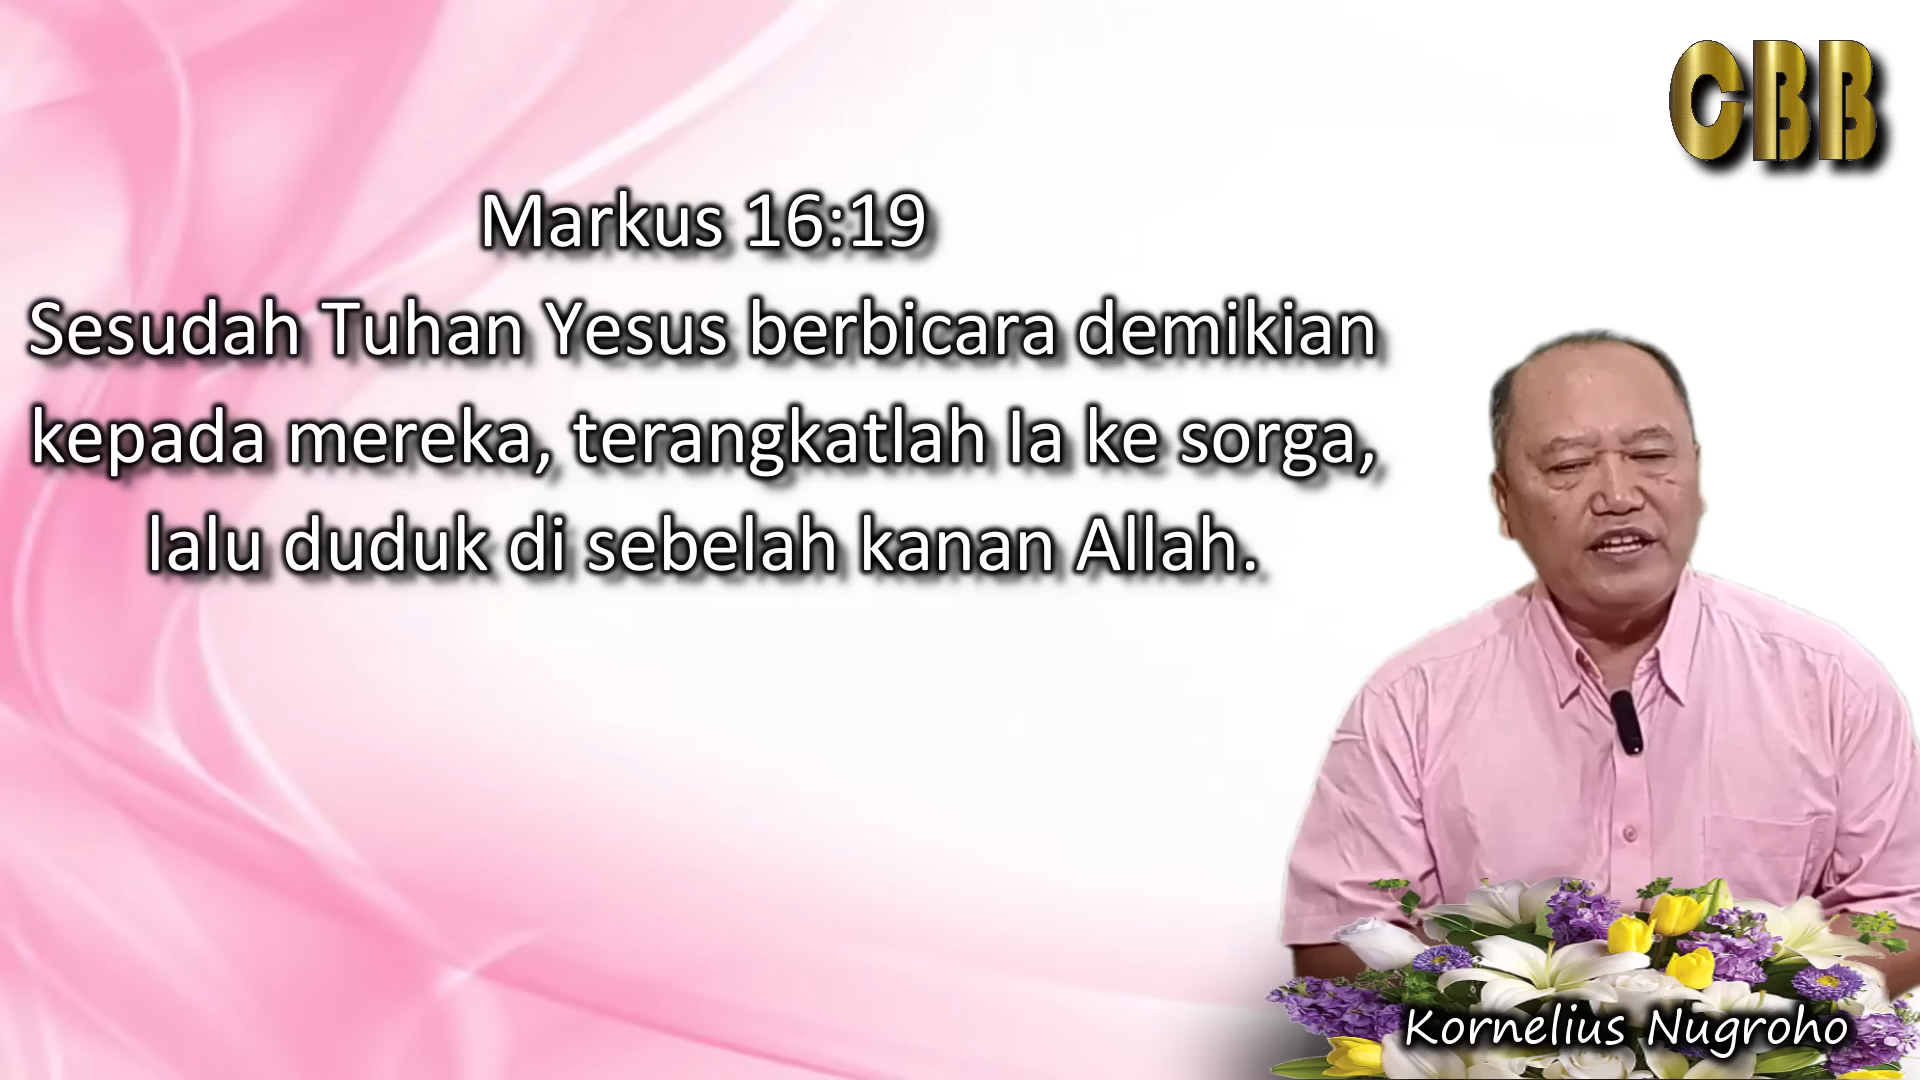 CBB
Markus 16:19
Sesudah Tuhan Yesus berbicara demikian
kepada mereka, terangkatlah Ia ke sorga,
lalu duduk di sebelah kanan Allah.
Kornelius Nugroho